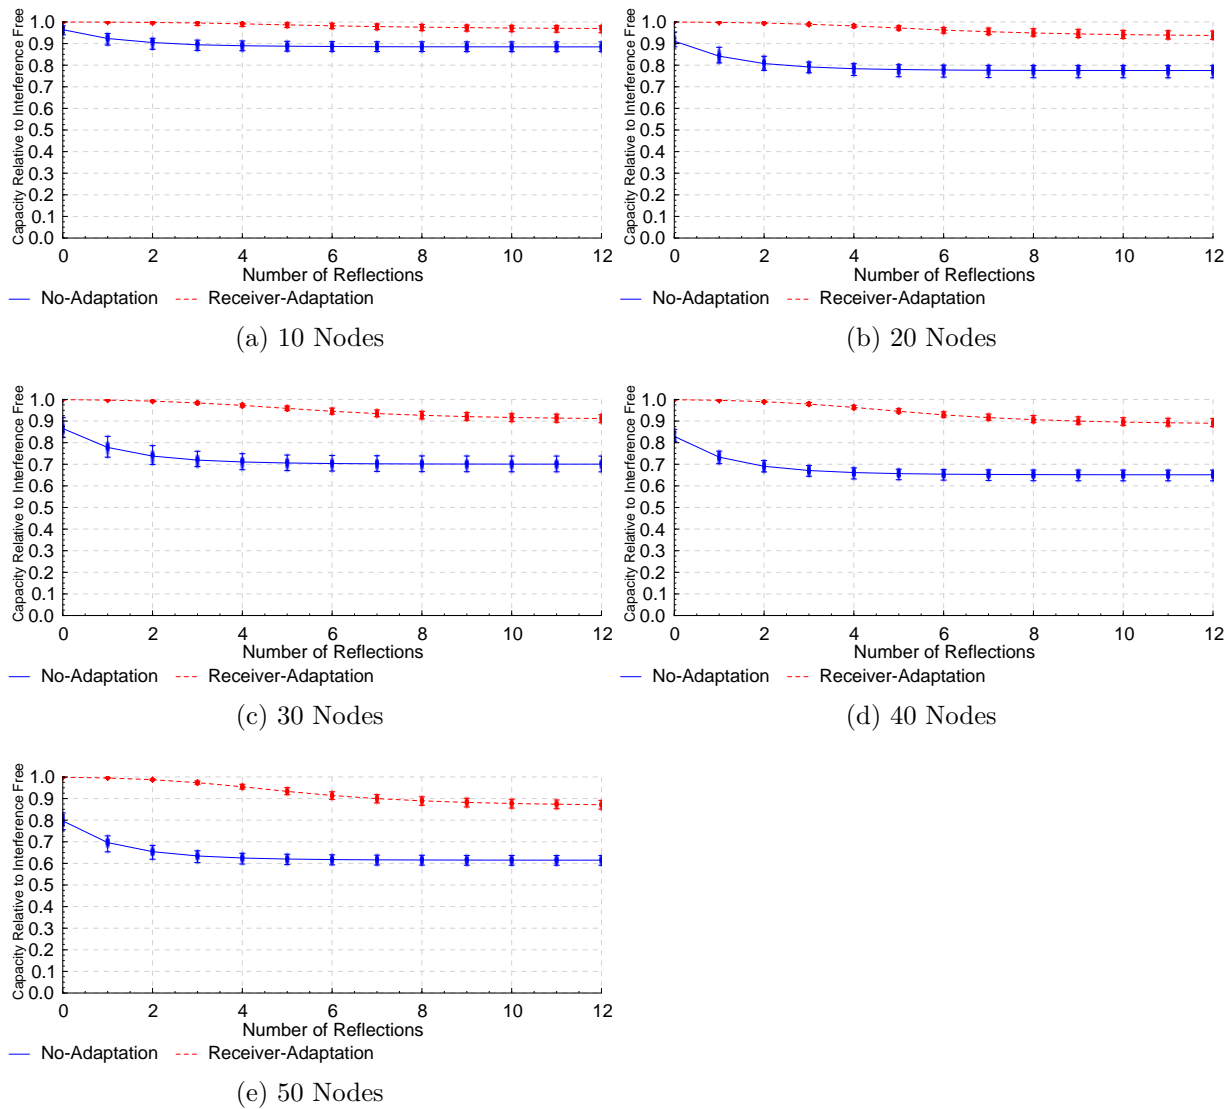 Capacity Relative to Interference Free
1.0
0.9
0.8
0.7
0.6
0.5
0.4
0.3
0.2
0.1
0.0
0 2 4 6 8 10 12
Number of Reflections
No-Adaptation Receiver-Adaptation
(a) 10 Nodes
Capacity Relative to Interference Free
1.0
0.9
0.8
0.7
0.6
0.5
0.4
0.3
0.2
0.1
0.0
0 2 4 6 8 10 12
Number of Reflections
No-Adaptation Receiver-Adaptation
(b) 20 Nodes
Capacity Relative to Interference Free
1.0
0.9
0.8
0.7
0.6
0.5
0.4
0.3
0.2
0.1
0.0
0 2 4 6 8 10 12
Number of Reflections
No-Adaptation Receiver-Adaptation
(c) 30 Nodes
Capacity Relative to Interference Free
1.0
0.9
0.8
0.7
0.6
0.5
0.4
0.3
0.2
0.1
0.0
0 2 4 6 8 10 12
Number of Reflections
No-Adaptation Receiver-Adaptation
(d) 40 Nodes
Capacity Relative to Interference Free
1.0
0.9
0.8
0.7
0.6
0.5
0.4
0.3
0.2
0.1
0.0
0 2 4 6 8 10 12
Number of Reflections
No-Adaptation Receiver-Adaptation
(e) 50 Nodes